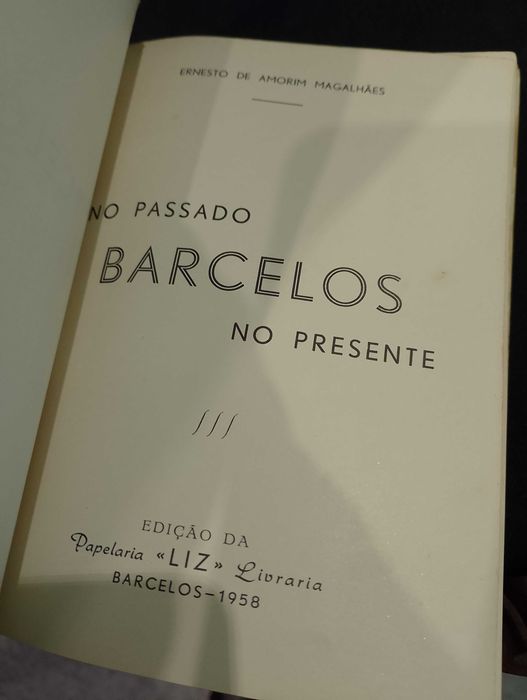 ERNESTO DE AMORIM MAGALHÃES
NO PASSADO
BARCELOS
NO PRESENTE
EDIÇÃO DA
Papelaria «LIZ» Livraria
BARCELOS—1958